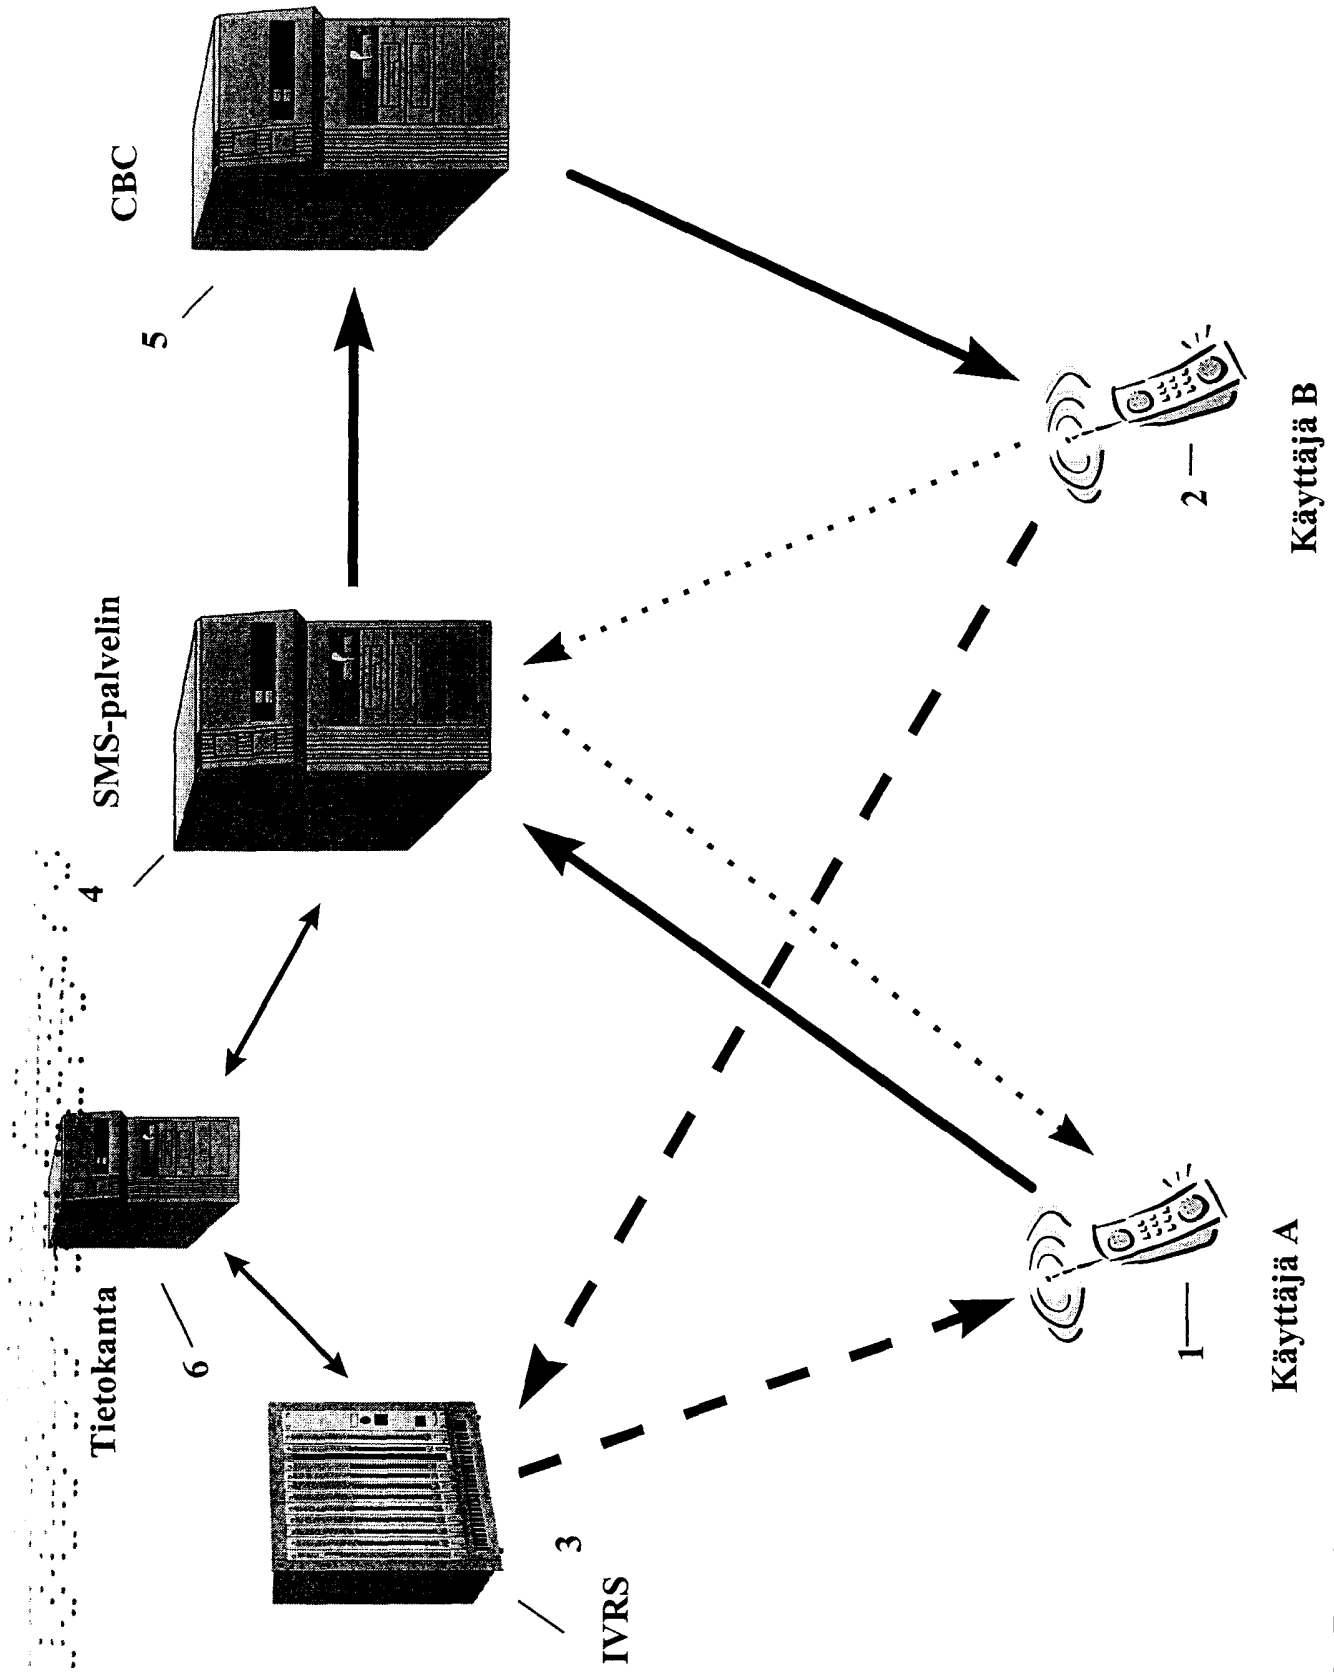 CBC
5
SMS-palvelin
4
Tietokanta
6
IVRS
3
Käyttäjä A
1
Käyttäjä B
2